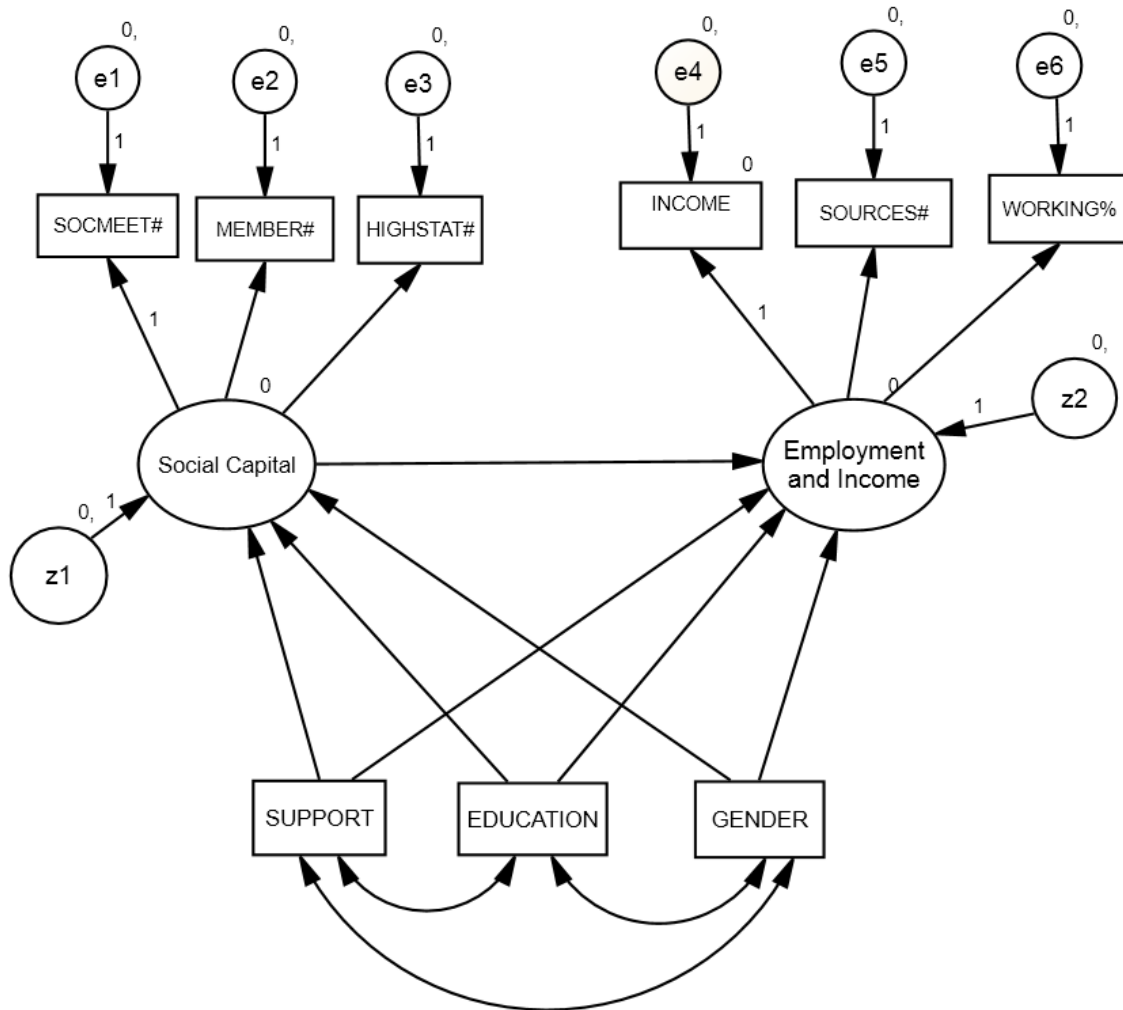 0,
0,
0,
0,
0,
0,
e1
e2
e3
e4
e5
e6
1
1
1
1
1
1
0
SOCMEET#
MEMBER#
HIGHSTAT#
INCOME
SOURCES#
WORKING%
1
1
0
0
0,
Social Capital
Employment
and Income
1
z2
0,
1
z1
SUPPORT
EDUCATION
GENDER